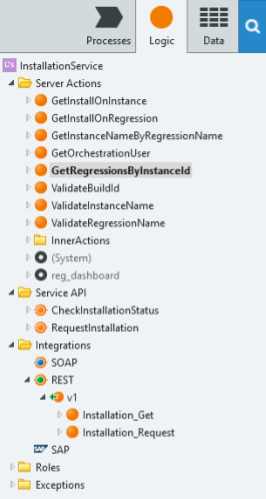 Processes
Logic
Data
InstallationService
Server Actions
GetInstallOnInstance
GetInstallOnRegression
GetInstanceNameByRegressionName
GetOrchestrationUser
GetRegressionsByInstanceId
ValidateBuildId
ValidateInstanceName
ValidateRegressionName
InnerActions
(System)
reg_dashboard
Service API
CheckInstallationStatus
RequestInstallation
Integrations
SOAP
REST
v1
Installation_Get
Installation_Request
SAP SAP
Roles
Exceptions